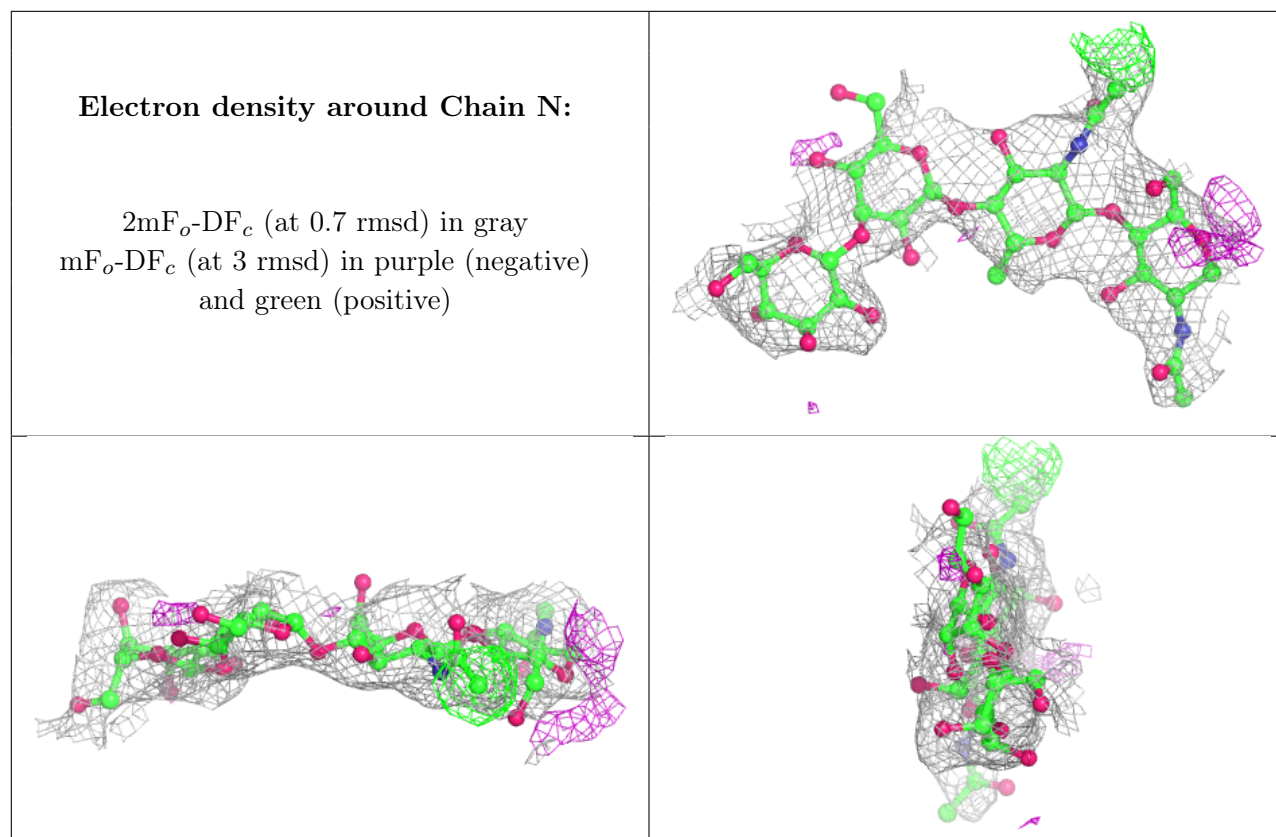 Electron density around Chain N:
2mFo-DFc (at 0.7 rmsd) in gray
mFo-DFc (at 3 rmsd) in purple (negative)
and green (positive)